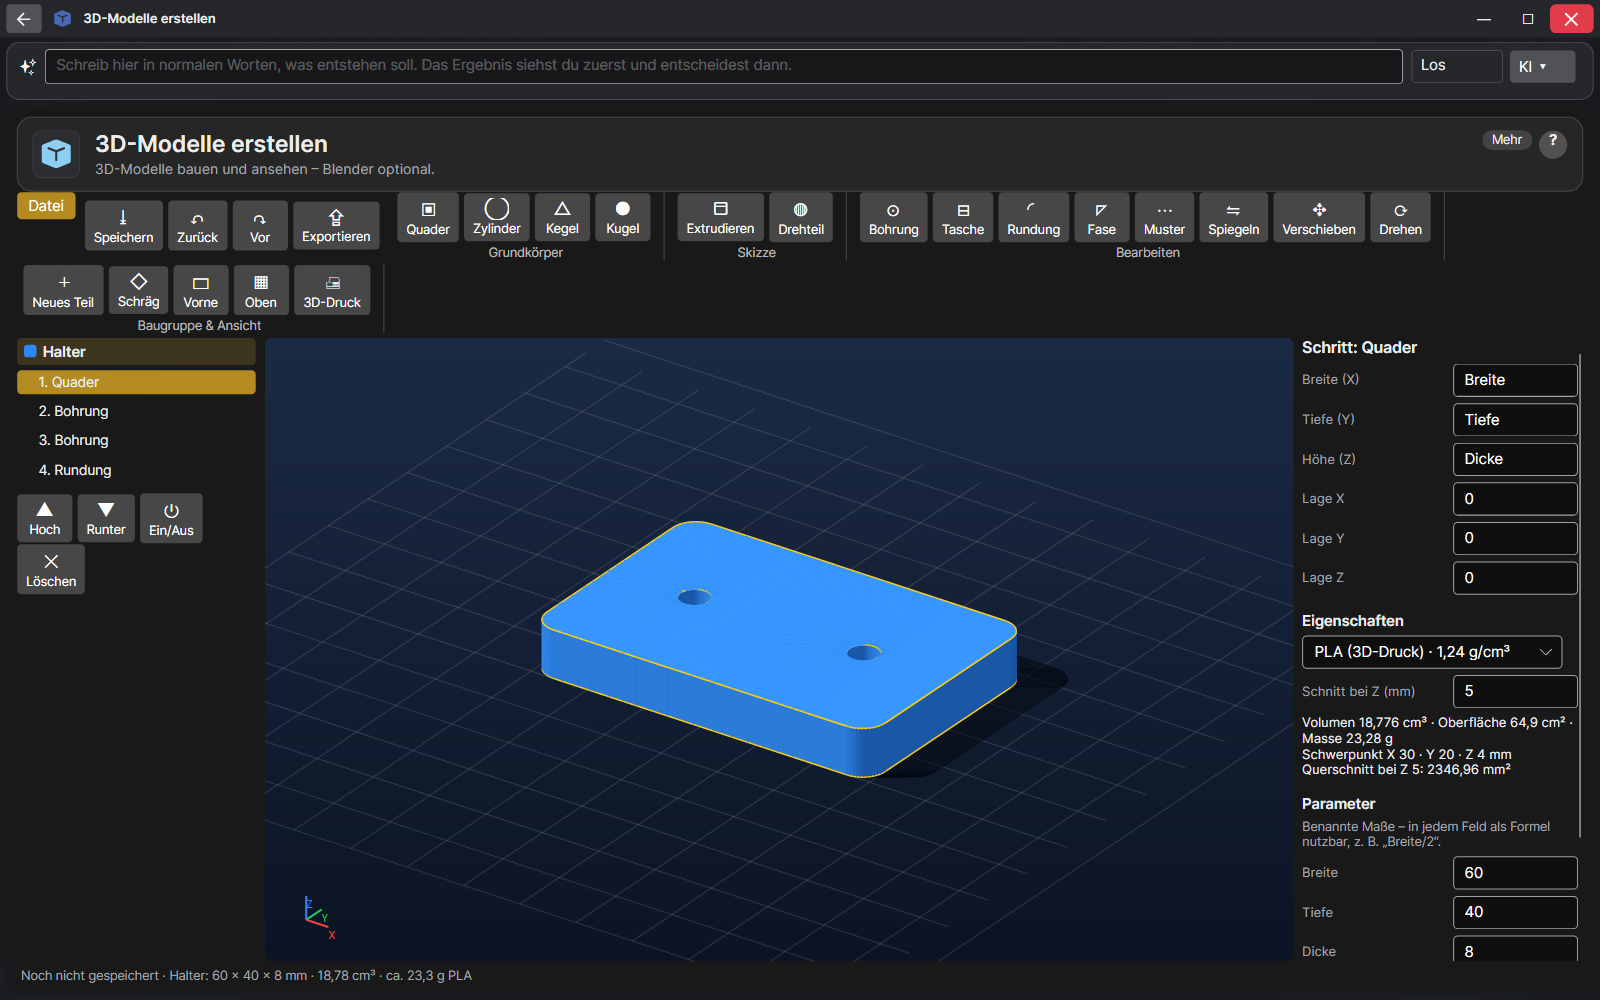 3D-Modelle erstellen
Schreib hier in normalen Worten, was entstehen soll. Das Ergebnis siehst du zuerst und entscheidest dann.
Los
KI
3D-Modelle erstellen
3D-Modelle bauen und ansehen – Blender optional.
Mehr
?
Datei
Speichern
Zurück
Vor
Exportieren
Quader
Zylinder
Kegel
Kugel
Grundkörper
Extrudieren
Drehteil
Skizze
Bohrung
Tasche
Rundung
Fase
Muster
Spiegeln
Verschieben
Drehen
Bearbeiten
Neues Teil
Schräg
Vorne
Oben
3D-Druck
Baugruppe & Ansicht
Halter
1. Quader
2. Bohrung
3. Bohrung
4. Rundung
Hoch
Runter
Ein/Aus
Löschen
Z
Y
X
Schritt: Quader
Breite (X)
Breite
Tiefe (Y)
Tiefe
Höhe (Z)
Dicke
Lage X
0
Lage Y
0
Lage Z
0
Eigenschaften
PLA (3D-Druck) · 1,24 g/cm³
Schnitt bei Z (mm)
5
Volumen 18,776 cm³ · Oberfläche 64,9 cm² ·
Masse 23,28 g
Schwerpunkt X 30 · Y 20 · Z 4 mm
Querschnitt bei Z 5: 2346,96 mm²
Parameter
Benannte Maße – in jedem Feld als Formel
nutzbar, z. B. „Breite/2“.
Breite
60
Tiefe
40
Dicke
8
Noch nicht gespeichert · Halter: 60 × 40 × 8 mm · 18,78 cm³ · ca. 23,3 g PLA